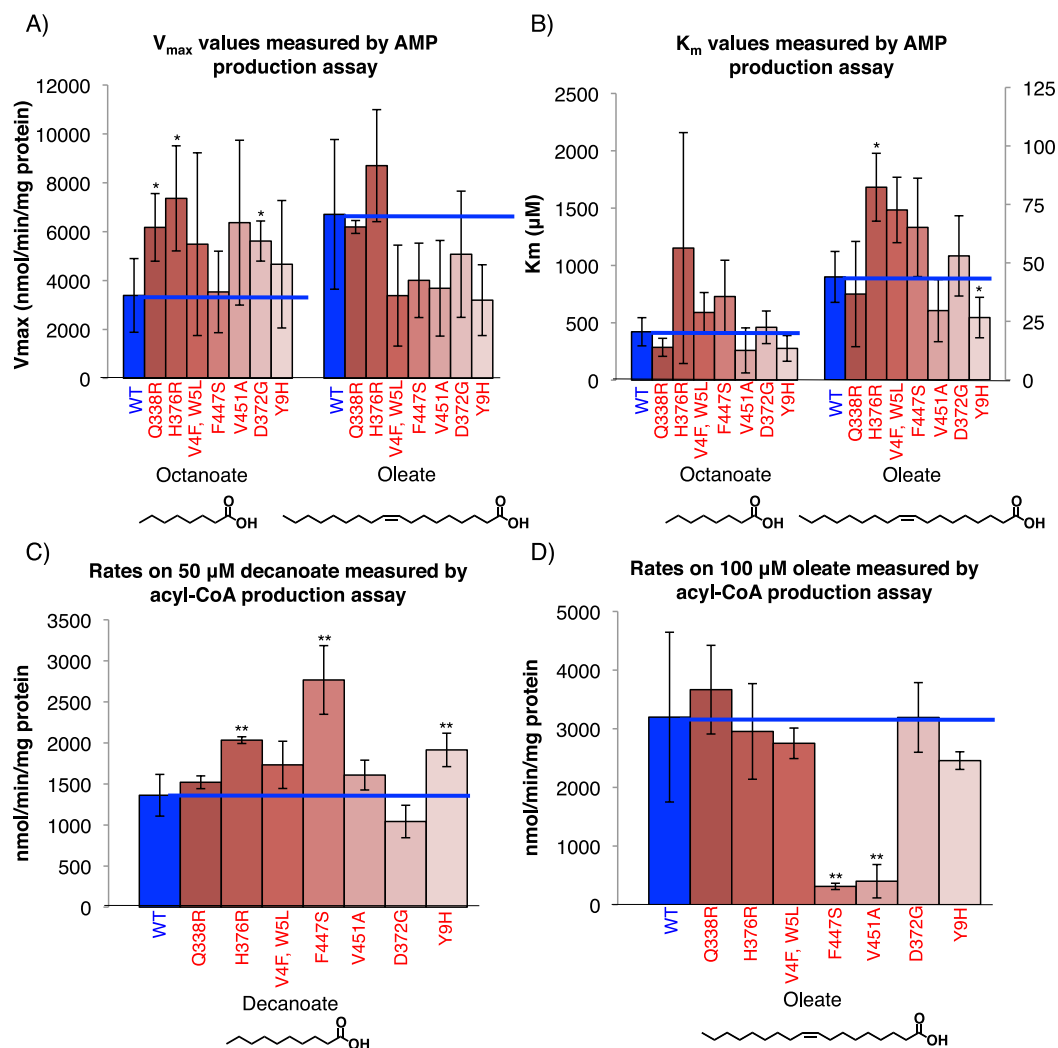 A)
V_max values measured by AMP
production assay
Vmax (nmol/min/mg protein)
12000
10000
8000
6000
4000
2000
0
*
*
*
WT
Q338R
H376R
V4F, W5L
F447S
V451A
D372G
Y9H
WT
Q338R
H376R
V4F, W5L
F447S
V451A
D372G
Y9H
Octanoate
Oleate
O
OH
O
OH
B)
K_m values measured by AMP
production assay
Km (µM)
2500
2000
1500
1000
500
0
125
100
75
50
25
0
*
*
WT
Q338R
H376R
V4F, W5L
F447S
V451A
D372G
Y9H
WT
Q338R
H376R
V4F, W5L
F447S
V451A
D372G
Y9H
Octanoate
Oleate
O
OH
O
OH
C)
Rates on 50 µM decanoate measured by
acyl-CoA production assay
nmol/min/mg protein
3500
3000
2500
2000
1500
1000
500
0
**
**
**
WT
Q338R
H376R
V4F, W5L
F447S
V451A
D372G
Y9H
Decanoate
O
OH
D)
Rates on 100 µM oleate measured by
acyl-CoA production assay
nmol/min/mg protein
5000
4000
3000
2000
1000
0
**
**
WT
Q338R
H376R
V4F, W5L
F447S
V451A
D372G
Y9H
Oleate
O
OH